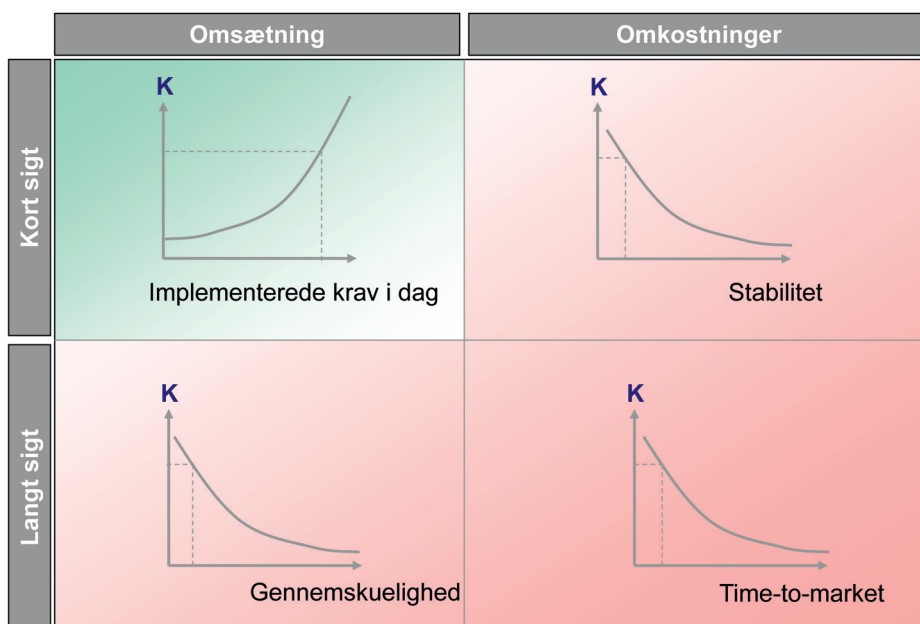 Omsætning
Omkostninger
Kort sigt
K
Implementerede krav i dag
K
Stabilitet
Langt sigt
K
Gennemskuelighed
K
Time-to-market